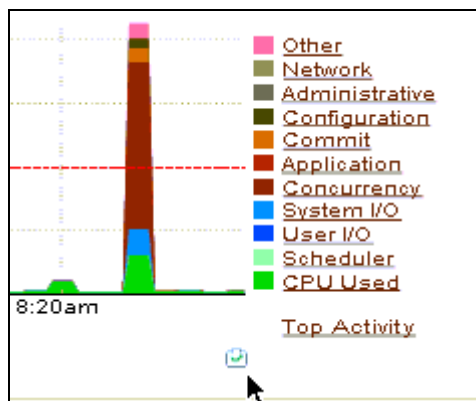 Other
Network
Administrative
Configuration
Commit
Application
Concurrency
System I/O
User I/O
Scheduler
CPU Used
8:20am
Top Activity